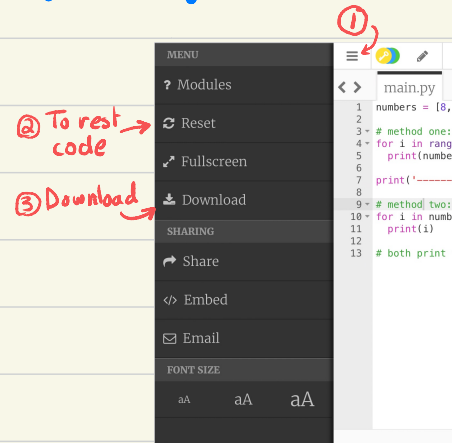 ①
MENU
? Modules
② To rest code
Reset
Fullscreen
③ Download
Download
SHARING
Share
</> Embed
Email
FONT SIZE
aA aA aA
main.py
1 numbers = [8,
2
3 # method one:
4 for i in rang
5 print(numbe
6
7 print('------
8
9 # method two:
10 for i in numb
11 print(i)
12
13 # both print